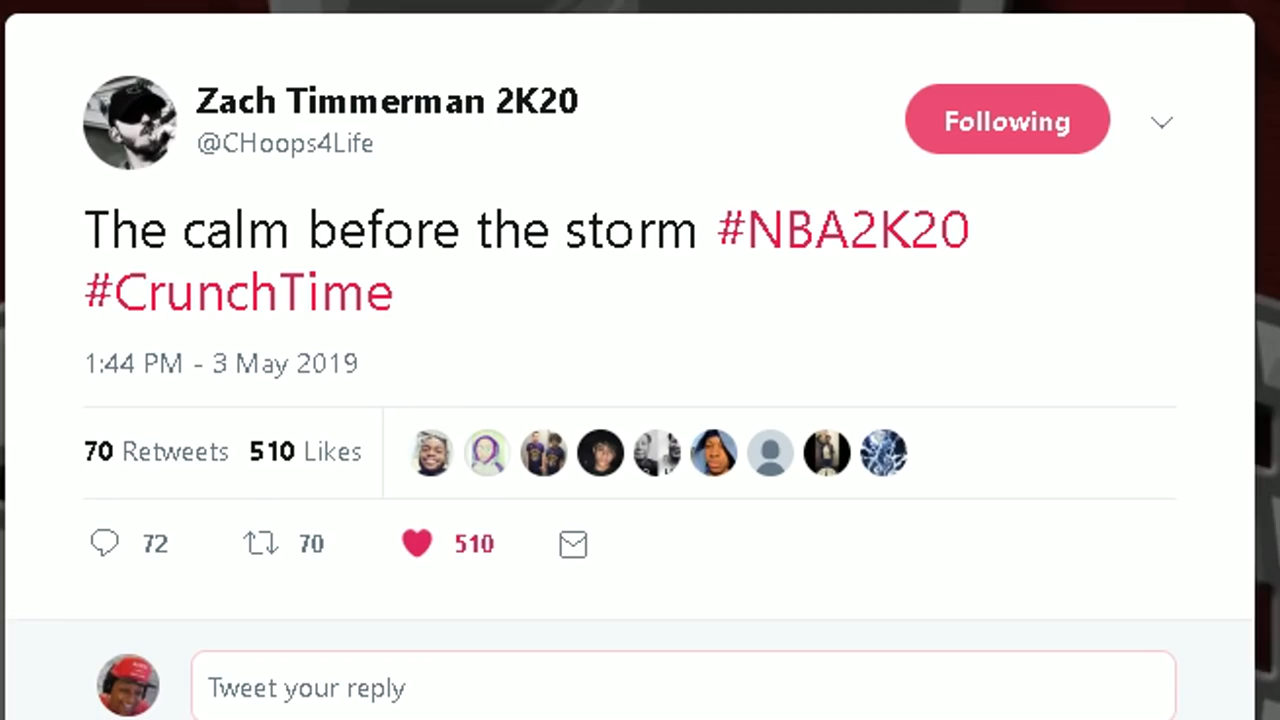 Zach Timmerman 2K20
@CHoops4Life
Following
The calm before the storm #NBA2K20
#CrunchTime
1:44 PM - 3 May 2019
70 Retweets 510 Likes
72 70 510
Tweet your reply